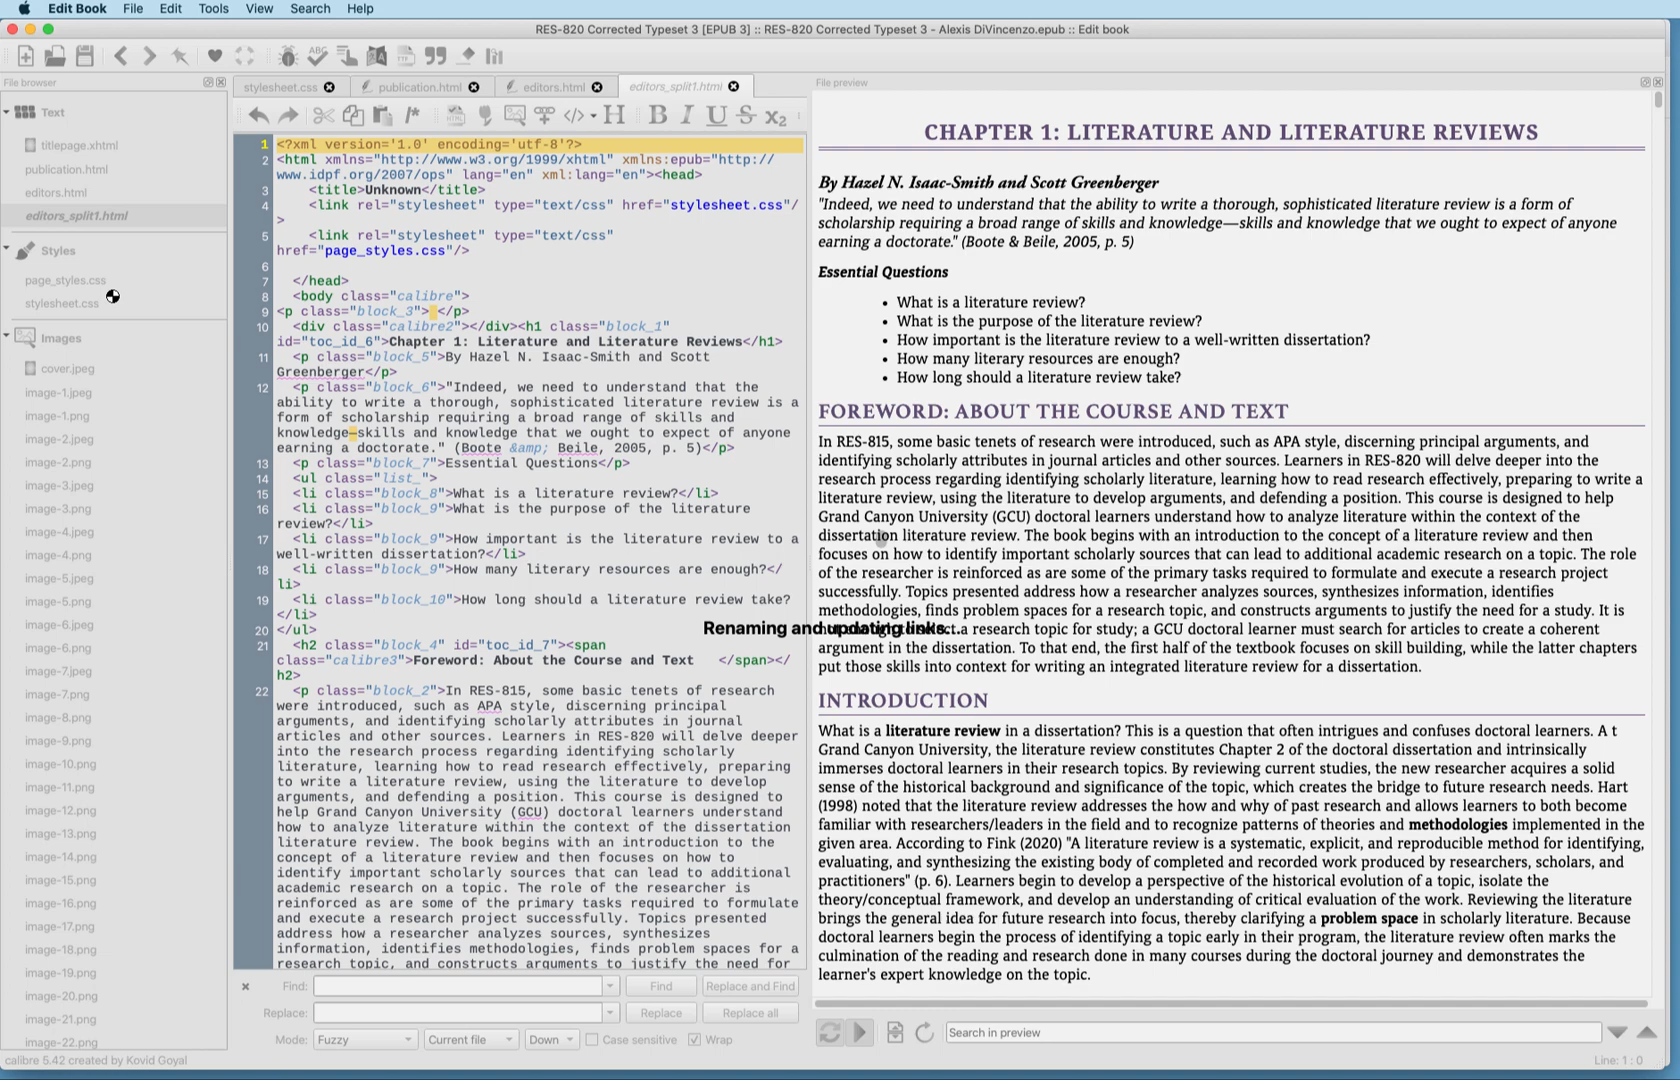 Edit Book File Edit Tools View Search Help
RES-820 Corrected Typeset 3 [EPUB 3] :: RES-820 Corrected Typeset 3 - Alexis DiVincenzo.epub :: Edit book
File browser
Text
titlepage.xhtml
publication.html
editors.html
editors_split1.html
Styles
page_styles.css
stylesheet.css
Images
cover.jpeg
image-1.jpeg
image-1.png
image-2.jpeg
image-2.png
image-3.jpeg
image-3.png
image-4.jpeg
image-4.png
image-5.jpeg
image-5.png
image-6.jpeg
image-6.png
image-7.jpeg
image-7.png
image-8.png
image-9.png
image-10.png
image-11.png
image-12.png
image-13.png
image-14.png
image-15.png
image-16.png
image-17.png
image-18.png
image-19.png
image-20.png
image-21.png
image-22.png
stylesheet.css publication.html editors.html editors_split1.html
1 <?xml version='1.0' encoding='utf-8'?>
2 <html xmlns="http://www.w3.org/1999/xhtml" xmlns:epub="http://
www.idpf.org/2007/ops" lang="en" xml:lang="en"><head>
3 <title>Unknown</title>
4 <link rel="stylesheet" type="text/css" href="stylesheet.css"/
>
5 <link rel="stylesheet" type="text/css"
href="page_styles.css"/>
6
7 </head>
8 <body class="calibre">
9 <p class="block_3"> </p>
10 <div class="calibre2"></div><h1 class="block_1"
id="toc_id_6">Chapter 1: Literature and Literature Reviews</h1>
11 <p class="block_5">By Hazel N. Isaac-Smith and Scott
Greenberger</p>
12 <p class="block_6">"Indeed, we need to understand that the
ability to write a thorough, sophisticated literature review is a
form of scholarship requiring a broad range of skills and
knowledge—skills and knowledge that we ought to expect of anyone
earning a doctorate." (Boote &amp; Beile, 2005, p. 5)</p>
13 <p class="block_7">Essential Questions</p>
14 <ul class="list_">
15 <li class="block_8">What is a literature review?</li>
16 <li class="block_9">What is the purpose of the literature
review?</li>
17 <li class="block_9">How important is the literature review to a
well-written dissertation?</li>
18 <li class="block_9">How many literary resources are enough?</
li>
19 <li class="block_10">How long should a literature review take?
</li>
20 </ul>
21 <h2 class="block_4" id="toc_id_7"><span
class="calibre3">Foreword: About the Course and Text </span></
h2>
22 <p class="block_2">In RES-815, some basic tenets of research
were introduced, such as APA style, discerning principal
arguments, and identifying scholarly attributes in journal
articles and other sources. Learners in RES-820 will delve deeper
into the research process regarding identifying scholarly
literature, learning how to read research effectively, preparing
to write a literature review, using the literature to develop
arguments, and defending a position. This course is designed to
help Grand Canyon University (GCU) doctoral learners understand
how to analyze literature within the context of the dissertation
literature review. The book begins with an introduction to the
concept of a literature review and then focuses on how to
identify important scholarly sources that can lead to additional
academic research on a topic. The role of the researcher is
reinforced as are some of the primary tasks required to formulate
and execute a research project successfully. Topics presented
address how a researcher analyzes sources, synthesizes
information, identifies methodologies, finds problem spaces for a
research topic, and constructs arguments to justify the need for
Find: Find Replace and Find
Replace: Replace Replace all
Mode: Fuzzy Current file Down Case sensitive Wrap
File preview
CHAPTER 1: LITERATURE AND LITERATURE REVIEWS
By Hazel N. Isaac-Smith and Scott Greenberger
"Indeed, we need to understand that the ability to write a thorough, sophisticated literature review is a form of
scholarship requiring a broad range of skills and knowledge—skills and knowledge that we ought to expect of anyone
earning a doctorate." (Boote & Beile, 2005, p. 5)
Essential Questions
• What is a literature review?
• What is the purpose of the literature review?
• How important is the literature review to a well-written dissertation?
• How many literary resources are enough?
• How long should a literature review take?
FOREWORD: ABOUT THE COURSE AND TEXT
In RES-815, some basic tenets of research were introduced, such as APA style, discerning principal arguments, and
identifying scholarly attributes in journal articles and other sources. Learners in RES-820 will delve deeper into the
research process regarding identifying scholarly literature, learning how to read research effectively, preparing to write a
literature review, using the literature to develop arguments, and defending a position. This course is designed to help
Grand Canyon University (GCU) doctoral learners understand how to analyze literature within the context of the
dissertation literature review. The book begins with an introduction to the concept of a literature review and then
focuses on how to identify important scholarly sources that can lead to additional academic research on a topic. The role
of the researcher is reinforced as are some of the primary tasks required to formulate and execute a research project
successfully. Topics presented address how a researcher analyzes sources, synthesizes information, identifies
methodologies, finds problem spaces for a research topic, and constructs arguments to justify the need for a study. It is
Renaming and updating links...
a research topic for study; a GCU doctoral learner must search for articles to create a coherent
argument in the dissertation. To that end, the first half of the textbook focuses on skill building, while the latter chapters
put those skills into context for writing an integrated literature review for a dissertation.
INTRODUCTION
What is a literature review in a dissertation? This is a question that often intrigues and confuses doctoral learners. A t
Grand Canyon University, the literature review constitutes Chapter 2 of the doctoral dissertation and intrinsically
immerses doctoral learners in their research topics. By reviewing current studies, the new researcher acquires a solid
sense of the historical background and significance of the topic, which creates the bridge to future research needs. Hart
(1998) noted that the literature review addresses the how and why of past research and allows learners to both become
familiar with researchers/leaders in the field and to recognize patterns of theories and methodologies implemented in the
given area. According to Fink (2020) "A literature review is a systematic, explicit, and reproducible method for identifying,
evaluating, and synthesizing the existing body of completed and recorded work produced by researchers, scholars, and
practitioners" (p. 6). Learners begin to develop a perspective of the historical evolution of a topic, isolate the
theory/conceptual framework, and develop an understanding of critical evaluation of the work. Reviewing the literature
brings the general idea for future research into focus, thereby clarifying a problem space in scholarly literature. Because
doctoral learners begin the process of identifying a topic early in their program, the literature review often marks the
culmination of the reading and research done in many courses during the doctoral journey and demonstrates the
learner's expert knowledge on the topic.
Search in preview
calibre 5.42 created by Kovid Goyal
Line: 1 : 0